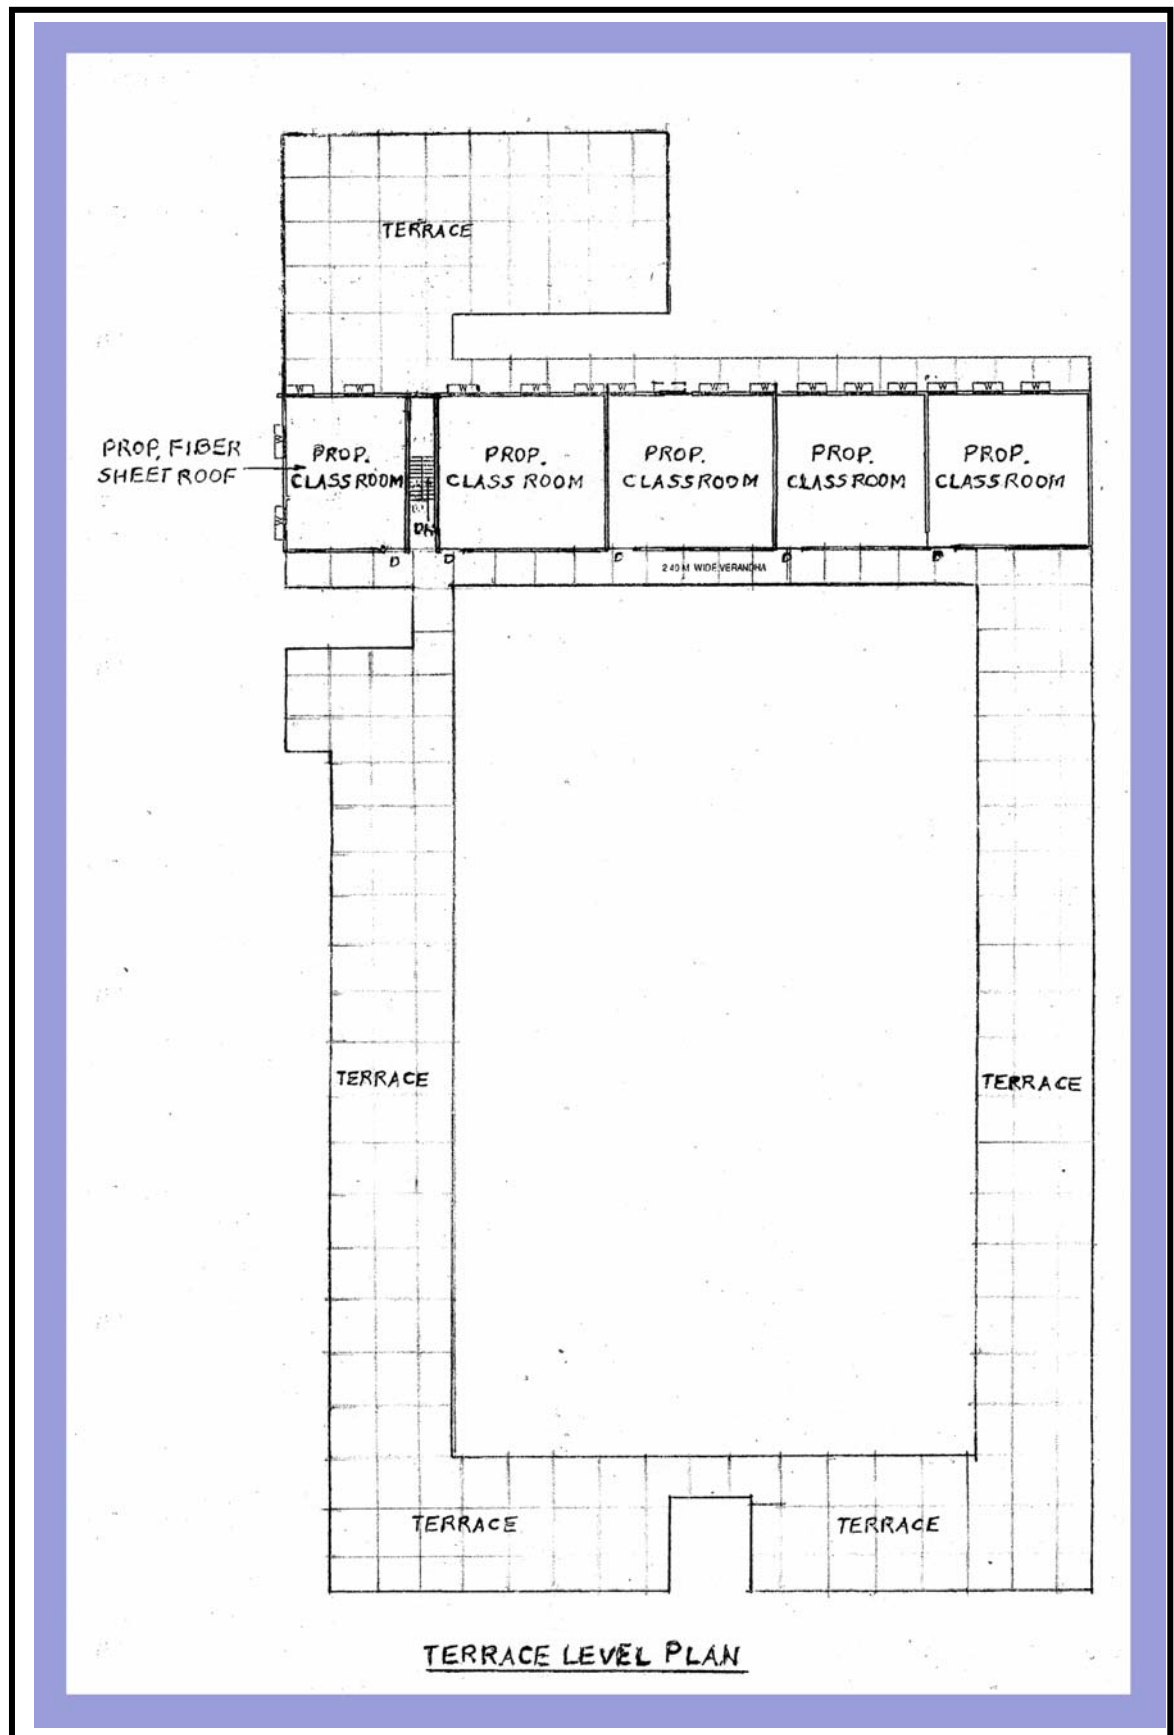 TERRACE
W W W W W W W W W W W W W
PROP. FIBER
SHEET ROOF
W
W
PROP.
CLASSROOM
DN
PROP.
CLASS ROOM
PROP.
CLASSROOM
PROP.
CLASSROOM
PROP.
CLASSROOM
D D D D D
2.40 M WIDE VERANDHA
TERRACE
TERRACE
TERRACE
TERRACE
TERRACE LEVEL PLAN